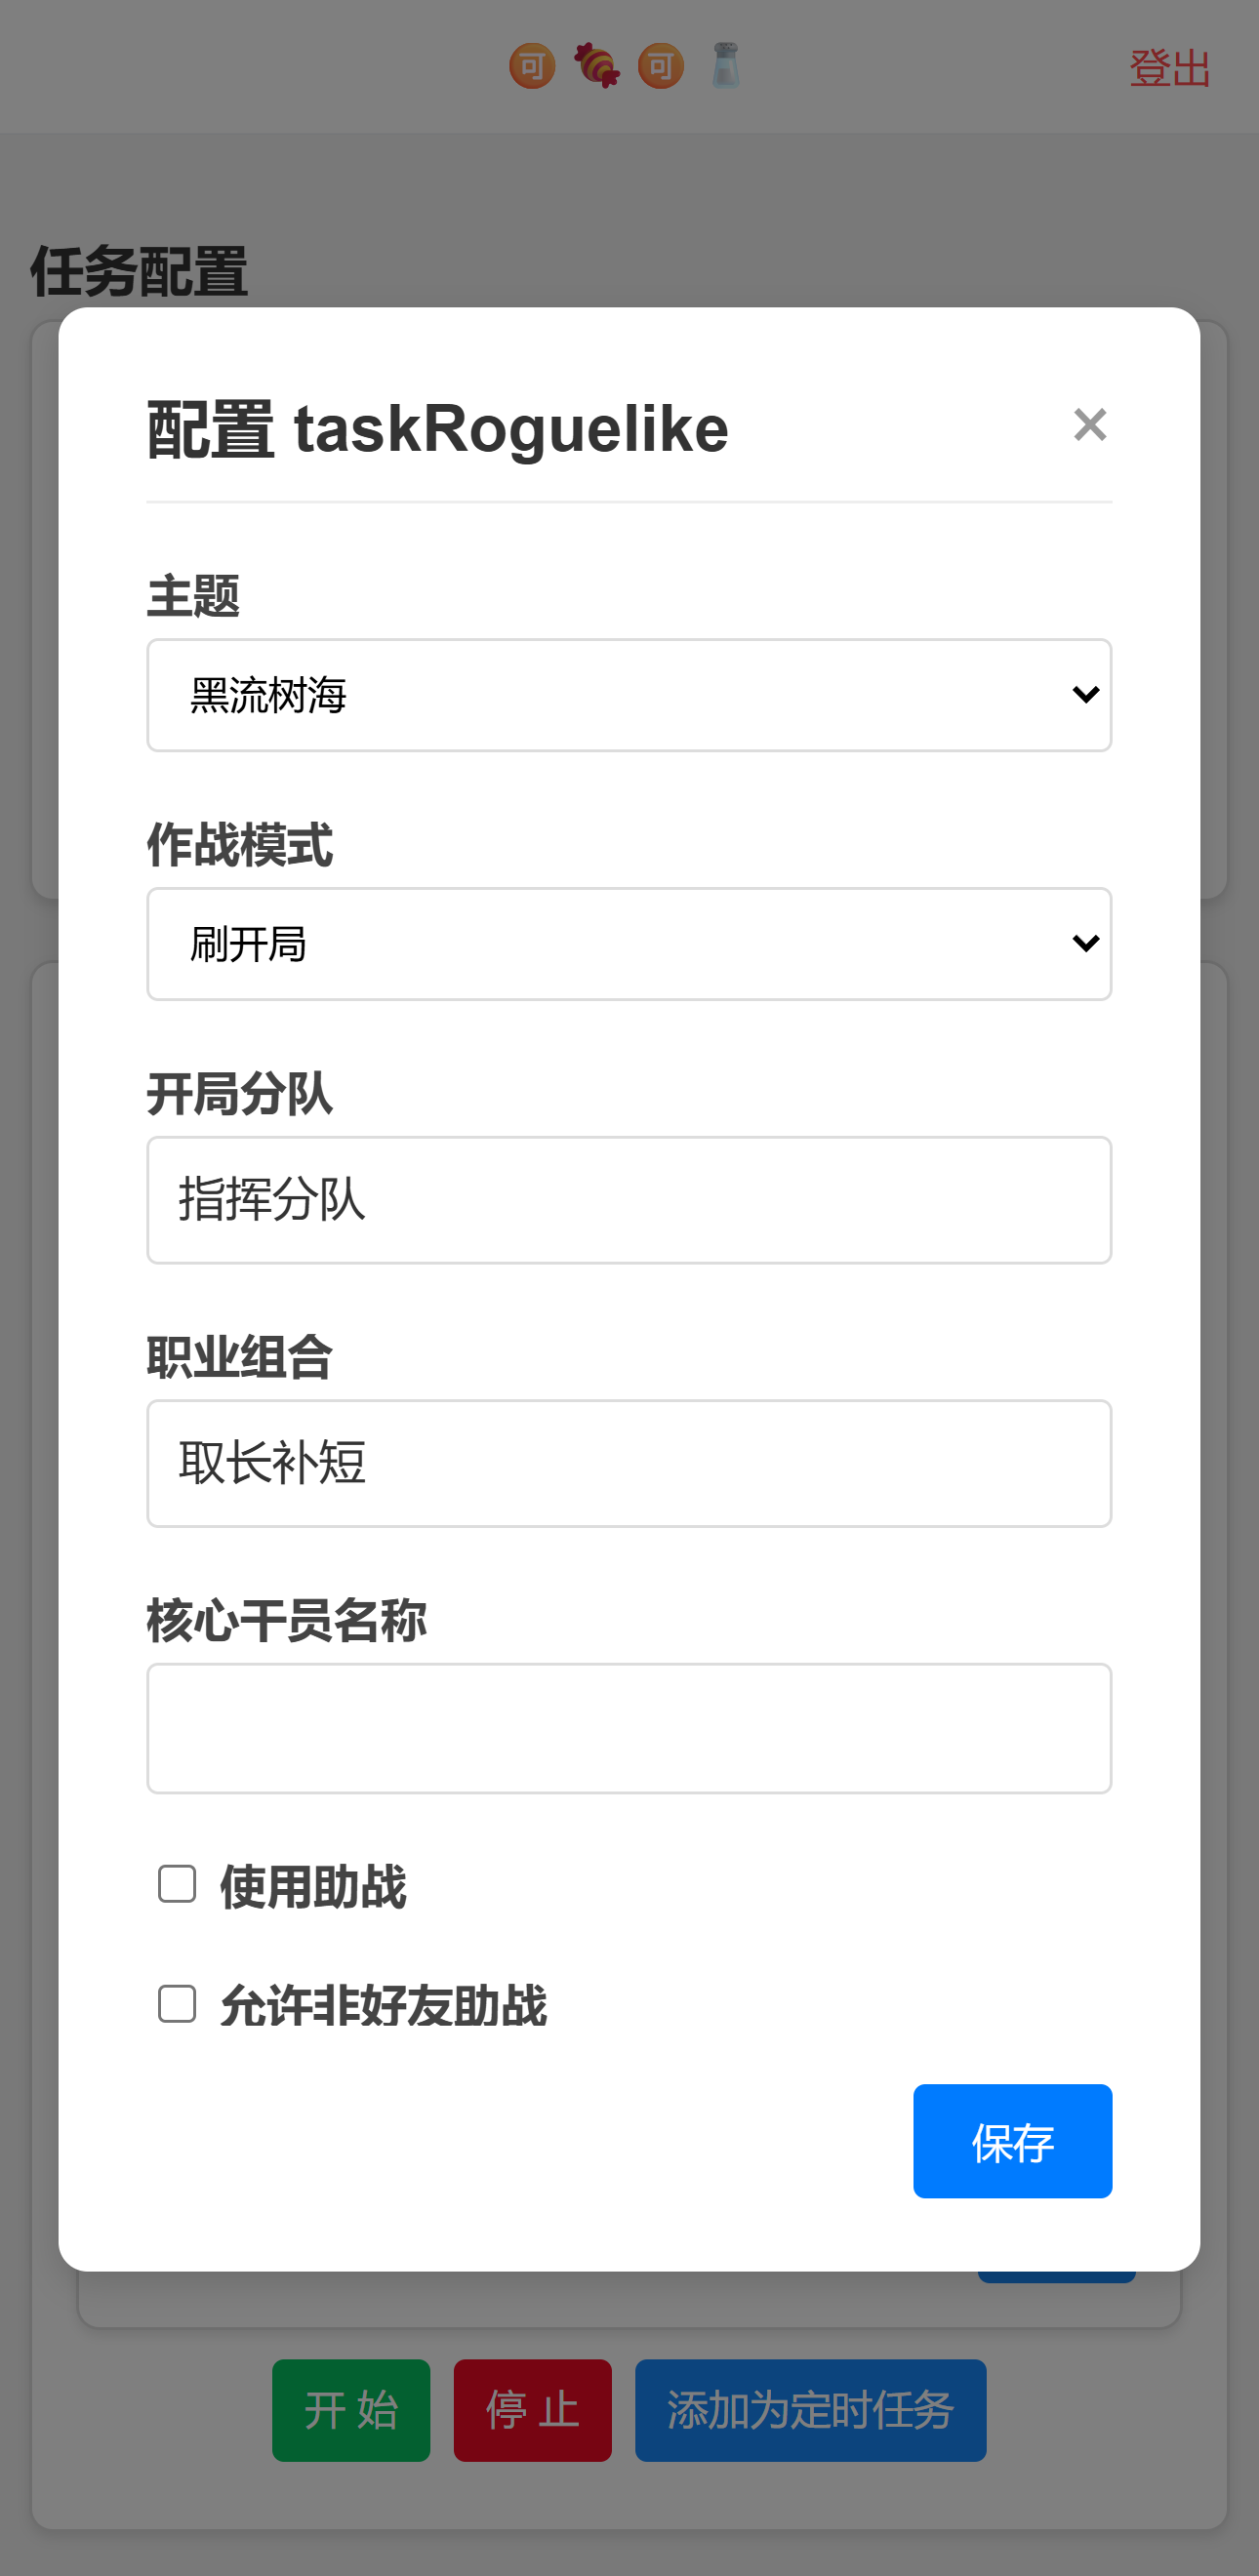 🉑 🍬 🉑 🧂
登出
任务配置
配置 taskRoguelike
×
主题
黑流树海
作战模式
刷开局
开局分队
指挥分队
职业组合
取长补短
核心干员名称
使用助战
允许非好友助战
保存
开 始
停 止
添加为定时任务